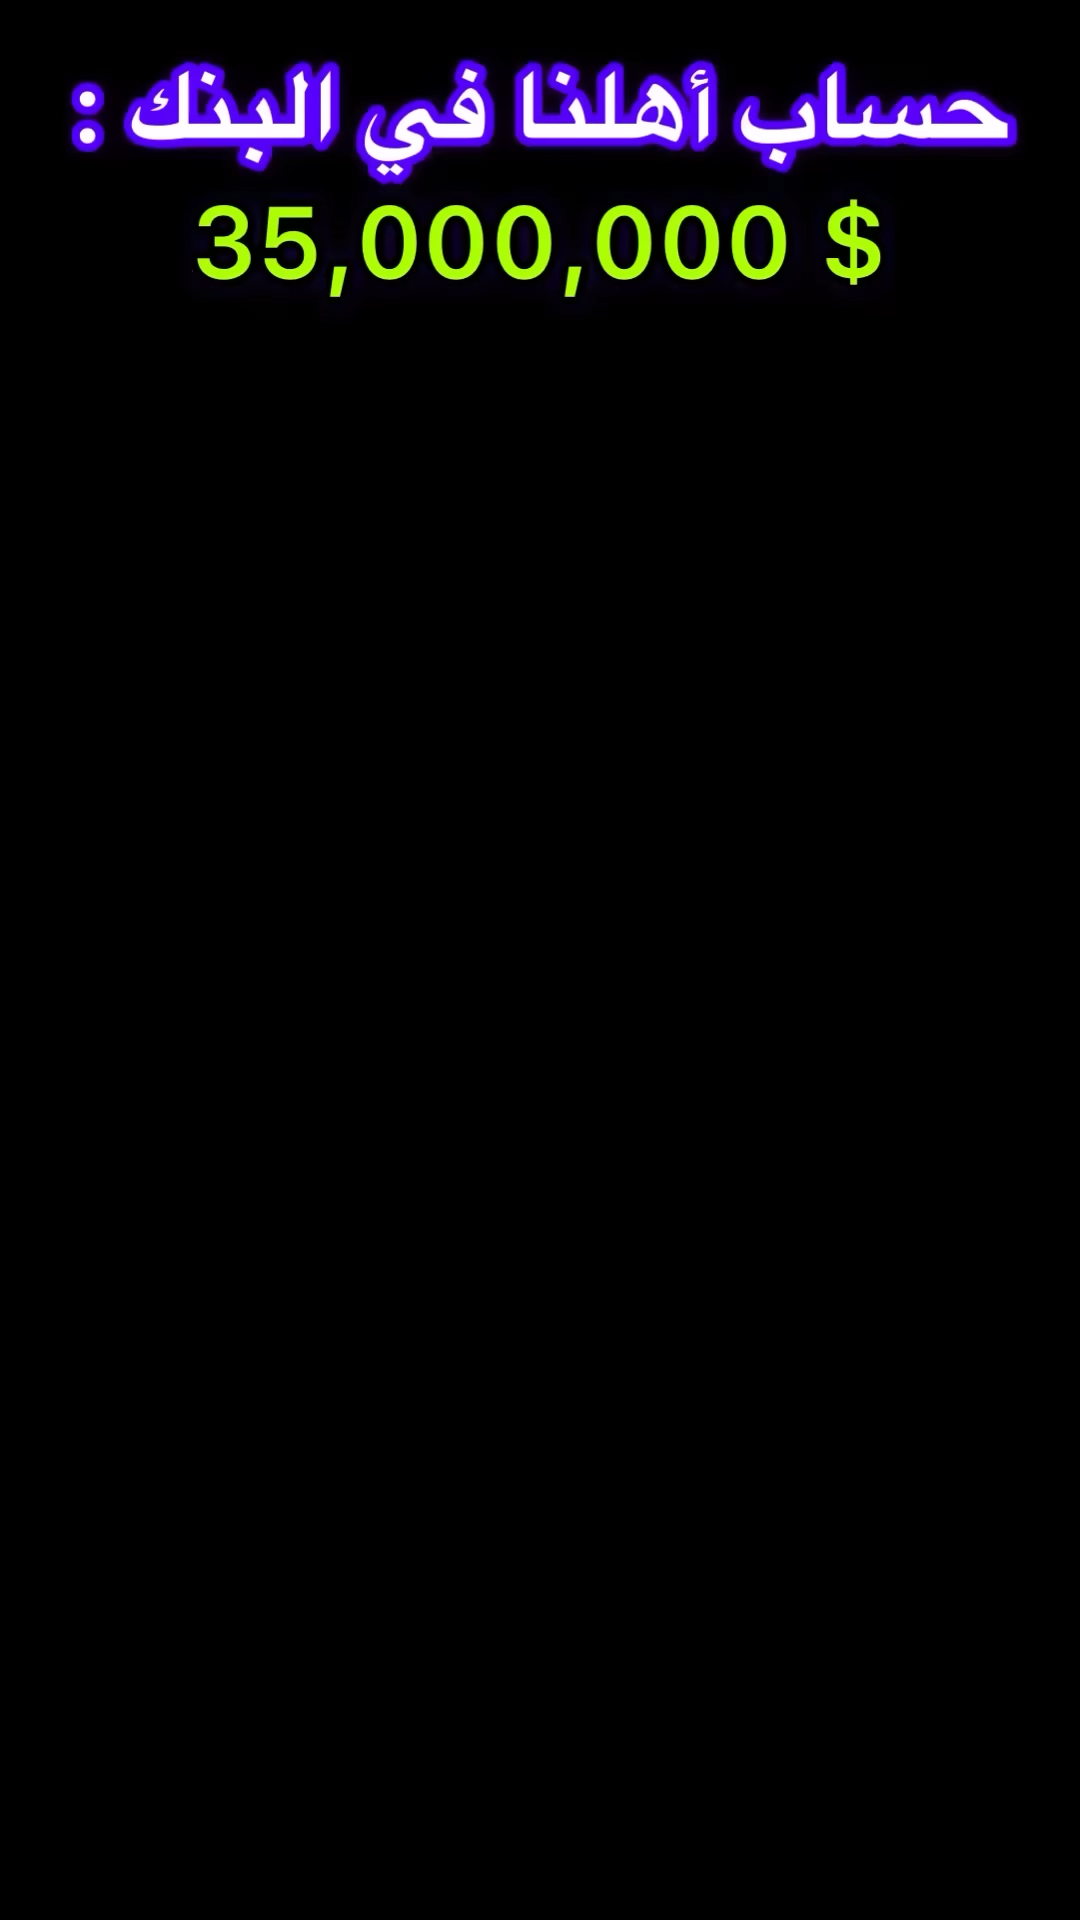 حساب أهلنا في البنك :
35,000,000 $